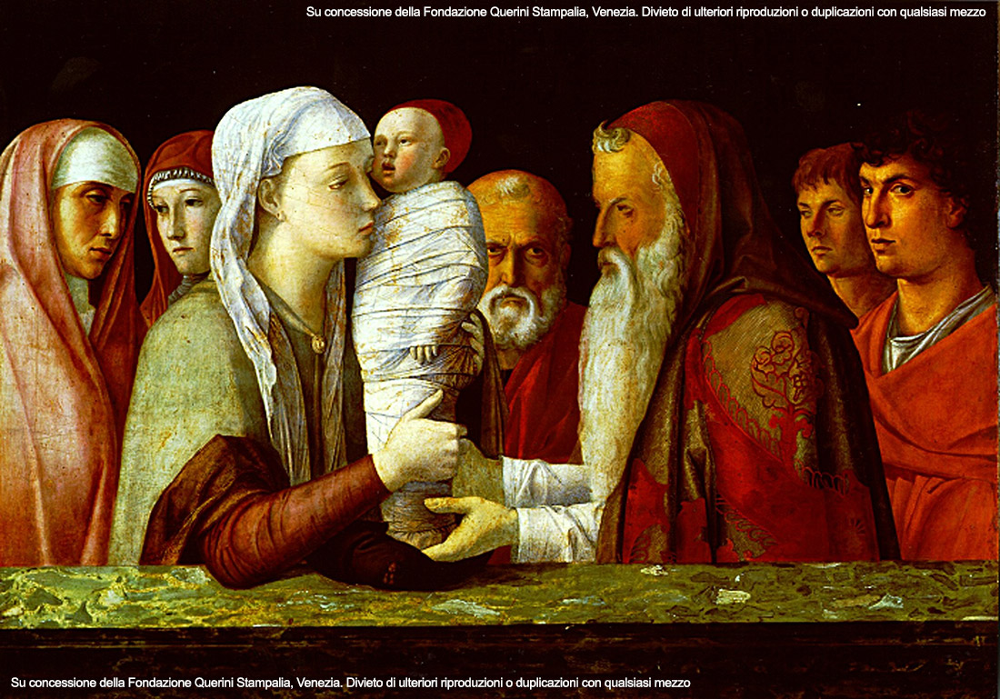 Su concessione della Fondazione Querini Stampalia, Venezia. Divieto di ulteriori riproduzioni o duplicazioni con qualsiasi mezzo
Su concessione della Fondazione Querini Stampalia, Venezia. Divieto di ulteriori riproduzioni o duplicazioni con qualsiasi mezzo